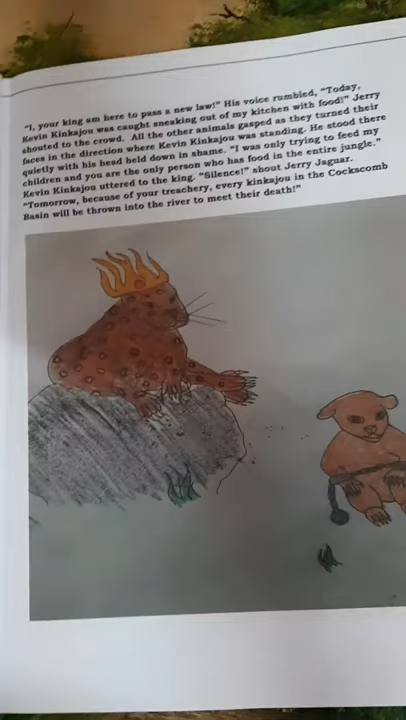 "I, your king am here to pass a new law!" His voice rumbled, "Today,
Kevin Kinkajou was caught sneaking out of my kitchen with food!" Jerry
shouted to the crowd. All the other animals gasped as they turned their
faces in the direction where Kevin Kinkajou was standing. He stood there
quietly with his head held down in shame. "I was only trying to feed my
children and you are the only person who has food in the entire jungle."
Kevin Kinkajou uttered to the king. "Silence!" shout Jerry Jaguar.
"Tomorrow, because of your treachery, every kinkajou in the Cockscomb
Basin will be thrown into the river to meet their death!"